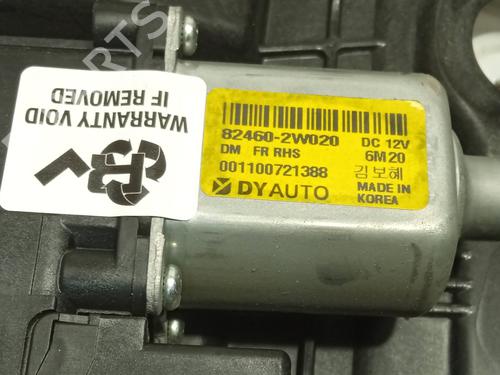 WARRANTY VOID
IF REMOVED
82460-2W020 DC 12V
DM FR RHS 6M20
001100721388 김보혜
DYAUTO MADE IN
KOREA